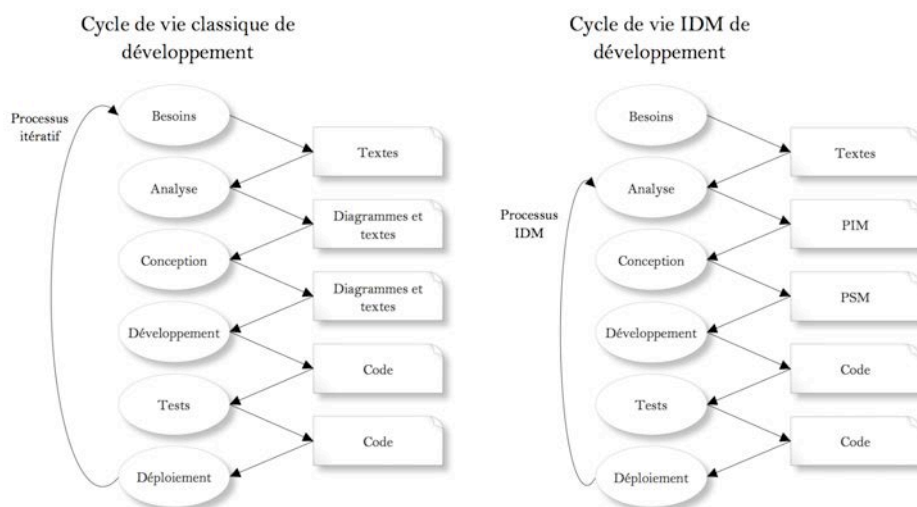 Cycle de vie classique de
développement
Processus
itératif
Besoins
Textes
Analyse
Diagrammes et
textes
Conception
Diagrammes et
textes
Développement
Code
Tests
Code
Déploiement
Cycle de vie IDM de
développement
Besoins
Textes
Analyse
Processus
IDM
PIM
Conception
PSM
Développement
Code
Tests
Code
Déploiement